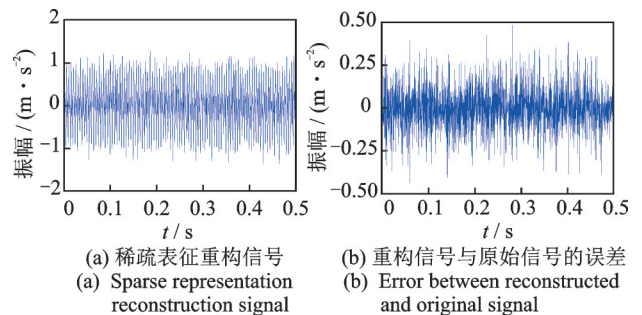 2
1
0
−1
−2
振幅 / (m·s⁻²)
0 0.1 0.2 0.3 0.4 0.5
t / s
(a) 稀疏表征重构信号
(a) Sparse representation
reconstruction signal
0.50
0.25
0
−0.25
−0.50
振幅 / (m·s⁻²)
0 0.1 0.2 0.3 0.4 0.5
t / s
(b) 重构信号与原始信号的误差
(b) Error between reconstructed
and original signal